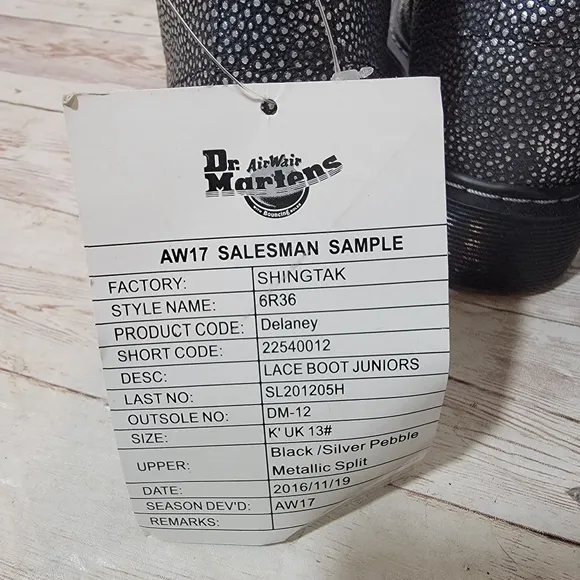 Dr. AirWair
Martens
BOUNCING SOLES
AW17 SALESMAN SAMPLE
FACTORY: SHINGTAK
STYLE NAME: 6R36
PRODUCT CODE: Delaney
SHORT CODE: 22540012
DESC: LACE BOOT JUNIORS
LAST NO: SL201205H
OUTSOLE NO: DM-12
SIZE: K' UK 13#
UPPER: Black /Silver Pebble
Metallic Split
DATE: 2016/11/19
SEASON DEV'D: AW17
REMARKS: